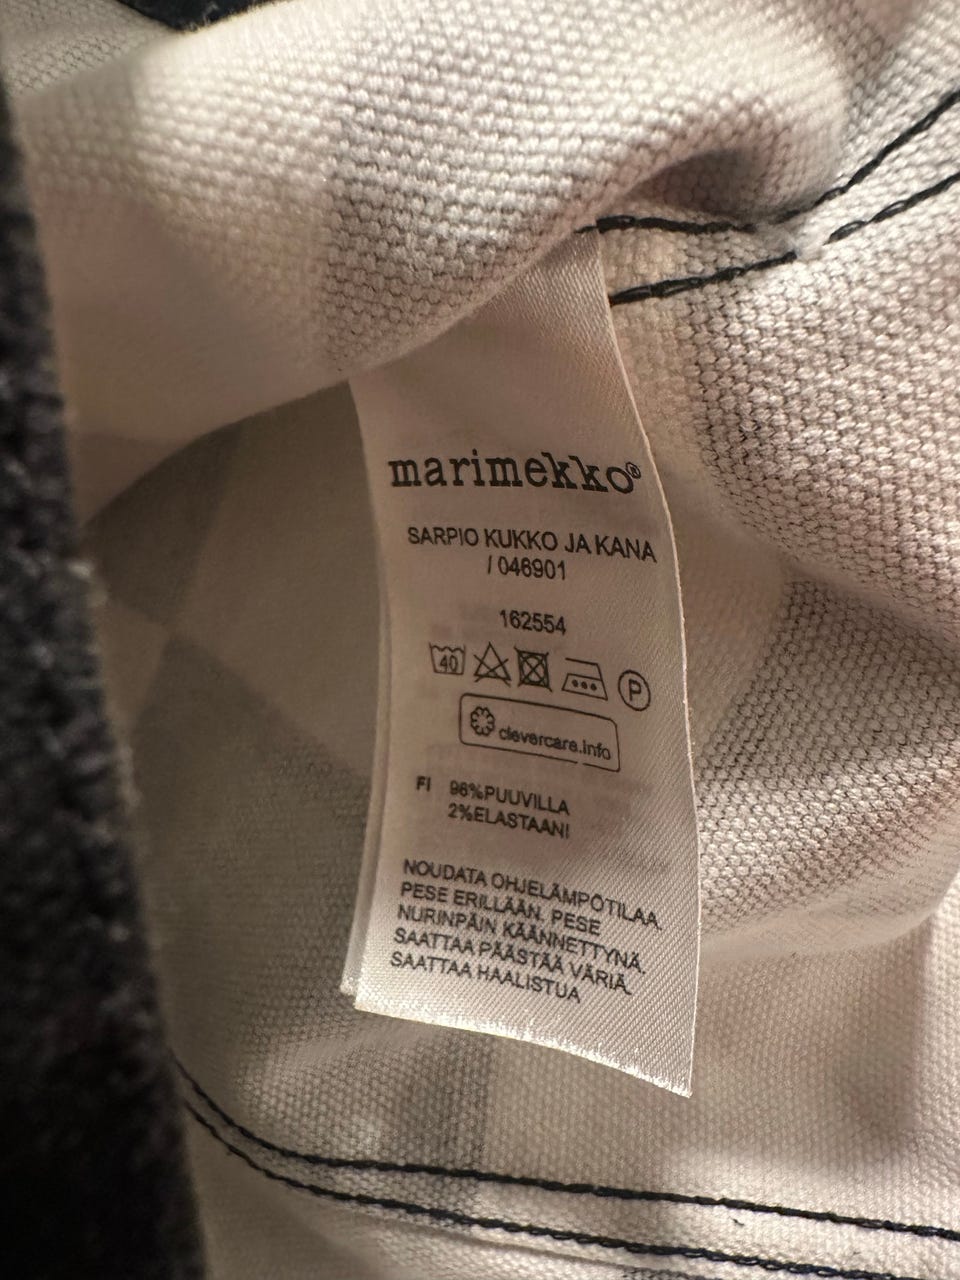 marimekko®
SARPIO KUKKO JA KANA
/ 046901
162554
40
P
clevercare.info
FI 98%PUUVILLA
2%ELASTAANI
NOUDATA OHJELÄMPÖTILAA.
PESE ERILLÄÄN. PESE
NURINPÄIN KÄÄNNETTYNÄ.
SAATTAA PÄÄSTÄÄ VÄRIÄ.
SAATTAA HAALISTUA